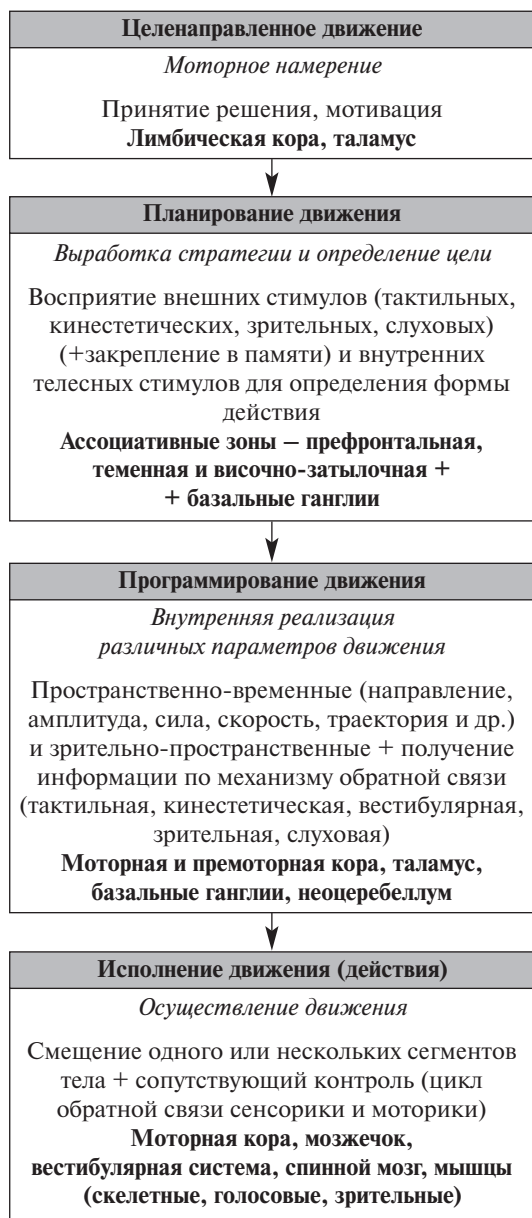 Целенаправленное движение
Моторное намерение
Принятие решения, мотивация
Лимбическая кора, таламус
Планирование движения
Выработка стратегии и определение цели
Восприятие внешних стимулов (тактильных,
кинестетических, зрительных, слуховых)
(+закрепление в памяти) и внутренних
телесных стимулов для определения формы
действия
Ассоциативные зоны – префронтальная,
теменная и височно-затылочная +
+ базальные ганглии
Программирование движения
Внутренняя реализация
различных параметров движения
Пространственно-временные (направление,
амплитуда, сила, скорость, траектория и др.)
и зрительно-пространственные + получение
информации по механизму обратной связи
(тактильная, кинестетическая, вестибулярная,
зрительная, слуховая)
Моторная и премоторная кора, таламус,
базальные ганглии, неоцеребеллум
Исполнение движения (действия)
Осуществление движения
Смещение одного или нескольких сегментов
тела + сопутствующий контроль (цикл
обратной связи сенсорики и моторики)
Моторная кора, мозжечок,
вестибулярная система, спинной мозг, мышцы
(скелетные, голосовые, зрительные)